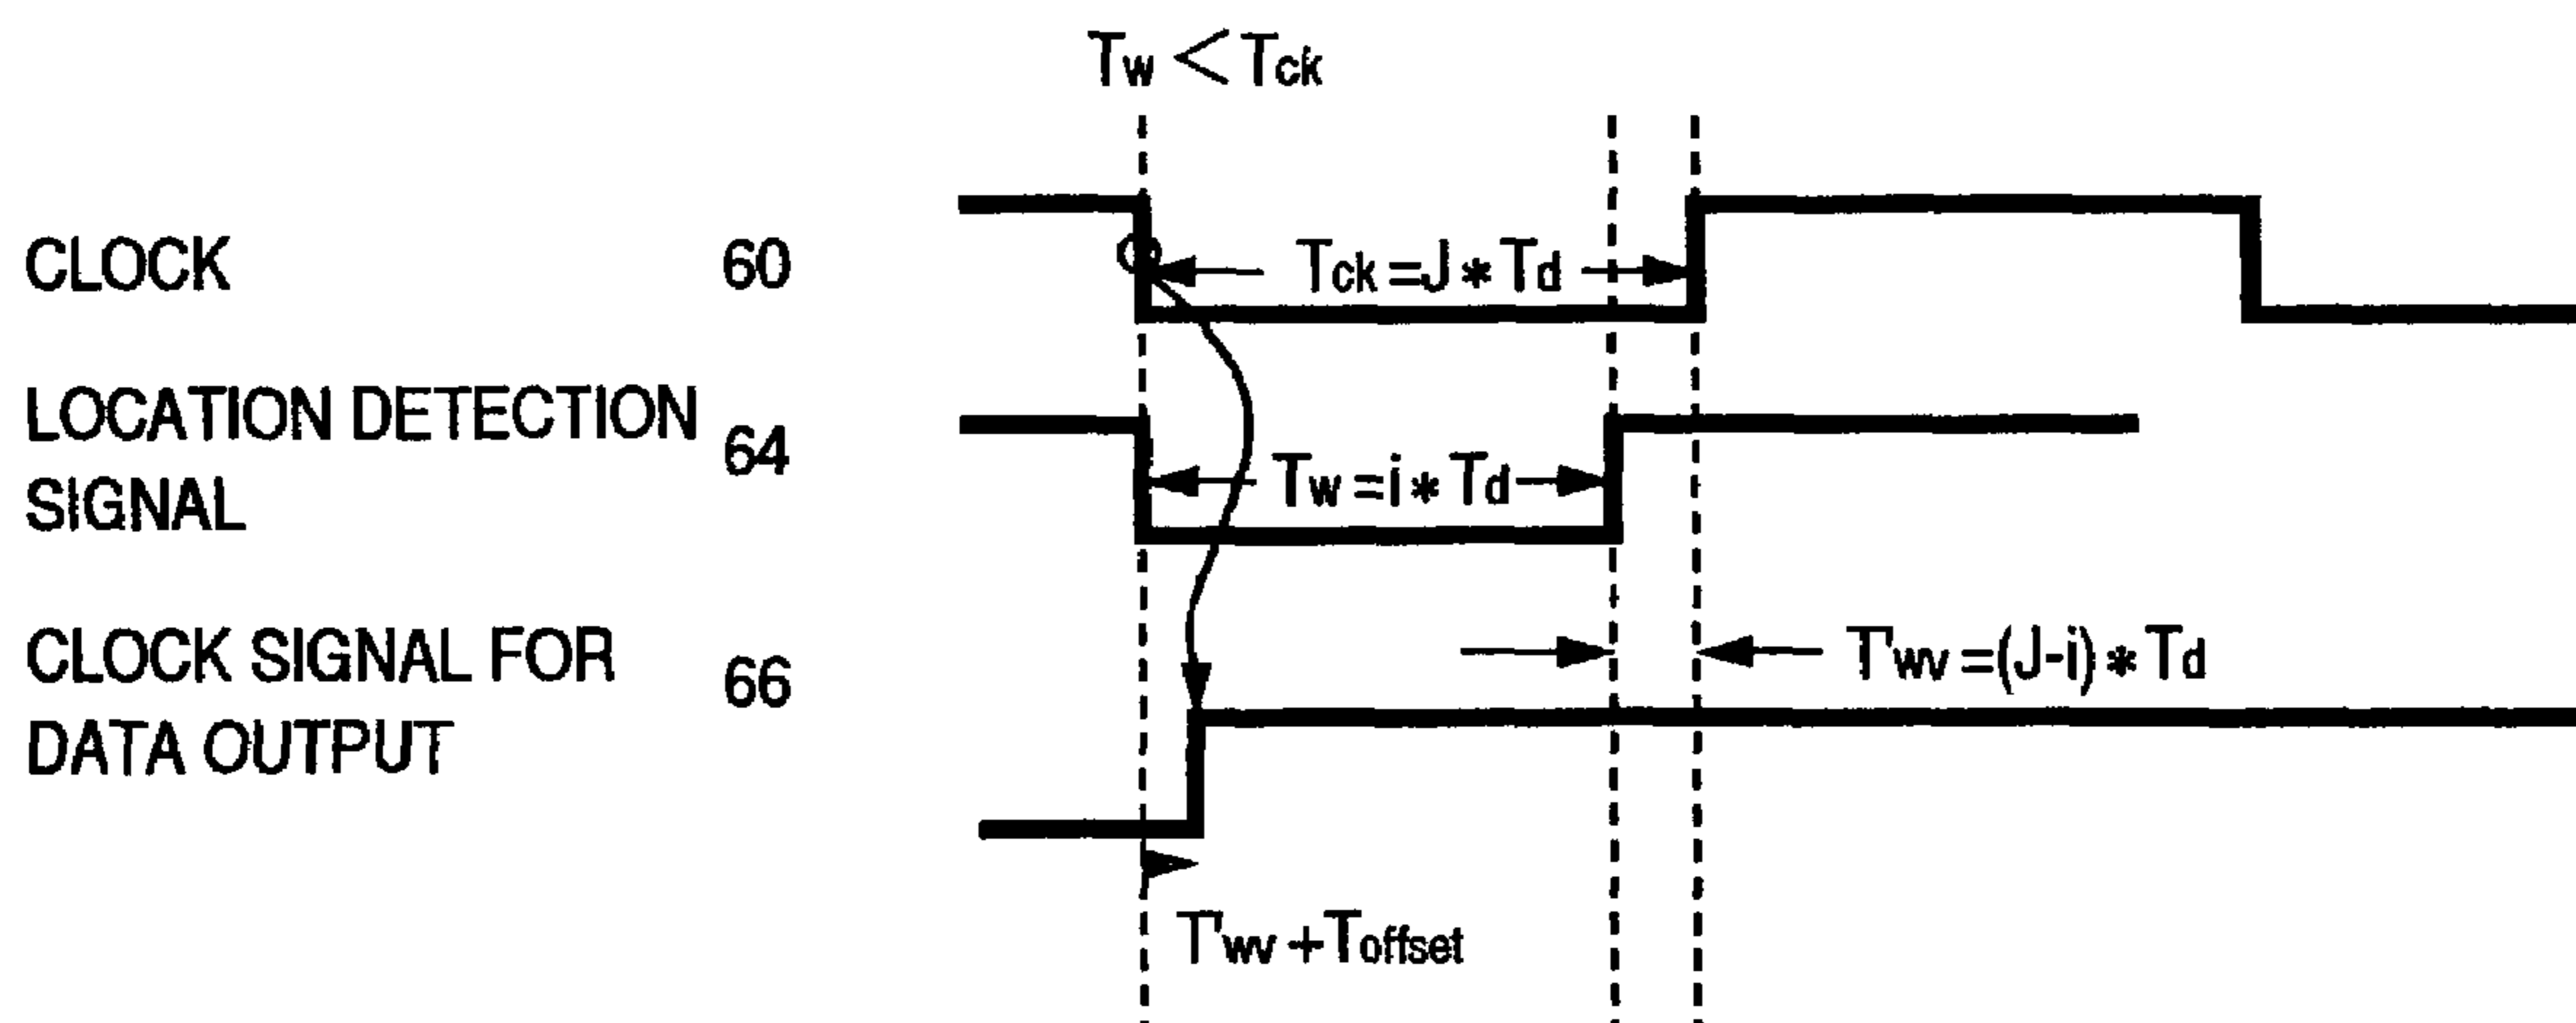 Tw < Tck
CLOCK 60
Tck = J * Td
LOCATION DETECTION
SIGNAL
64
Tw = i * Td
CLOCK SIGNAL FOR
DATA OUTPUT
66
T'wv = (J-i) * Td
T'wv + Toffset